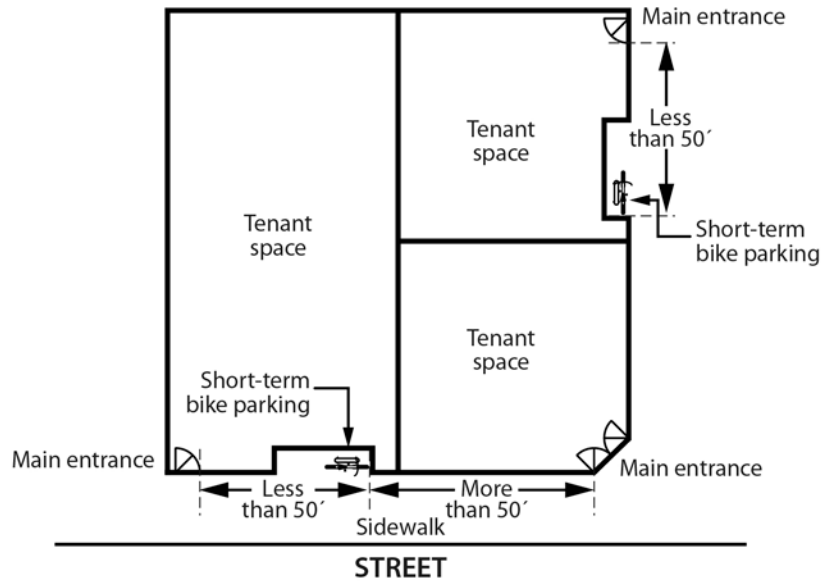 Main entrance
Less
than 50´
Tenant
space
Tenant
space
Short-term
bike parking
Tenant
space
Short-term
bike parking
Main entrance
Main entrance
Less
than 50´
More
than 50´
Sidewalk
STREET